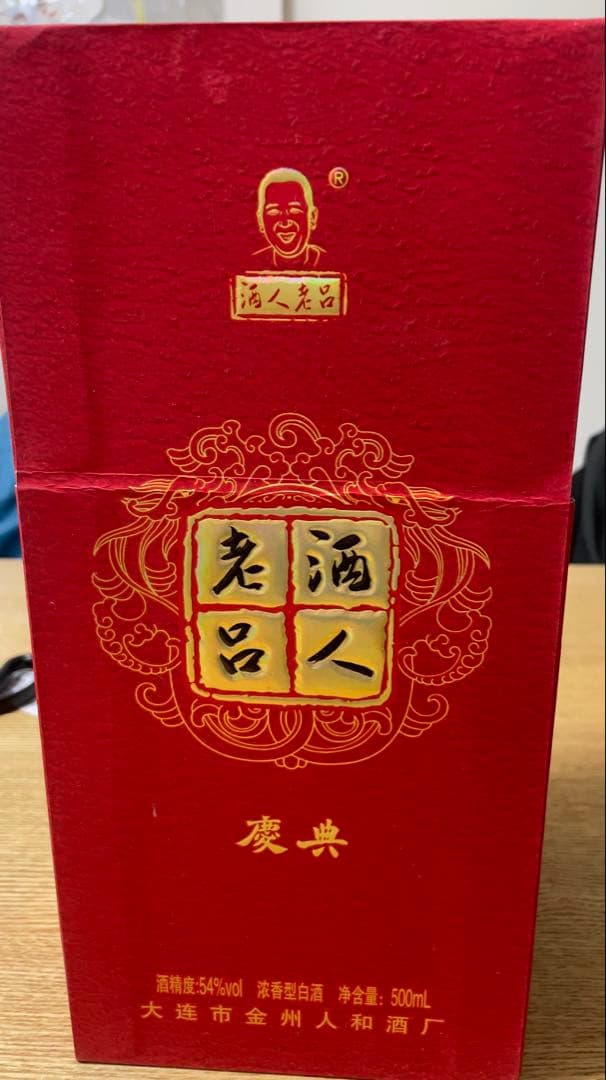 ®
酒人老吕
酒人
老吕
慶典
酒精度:54%vol 浓香型白酒 净含量：500mL
大连市金州人和酒厂